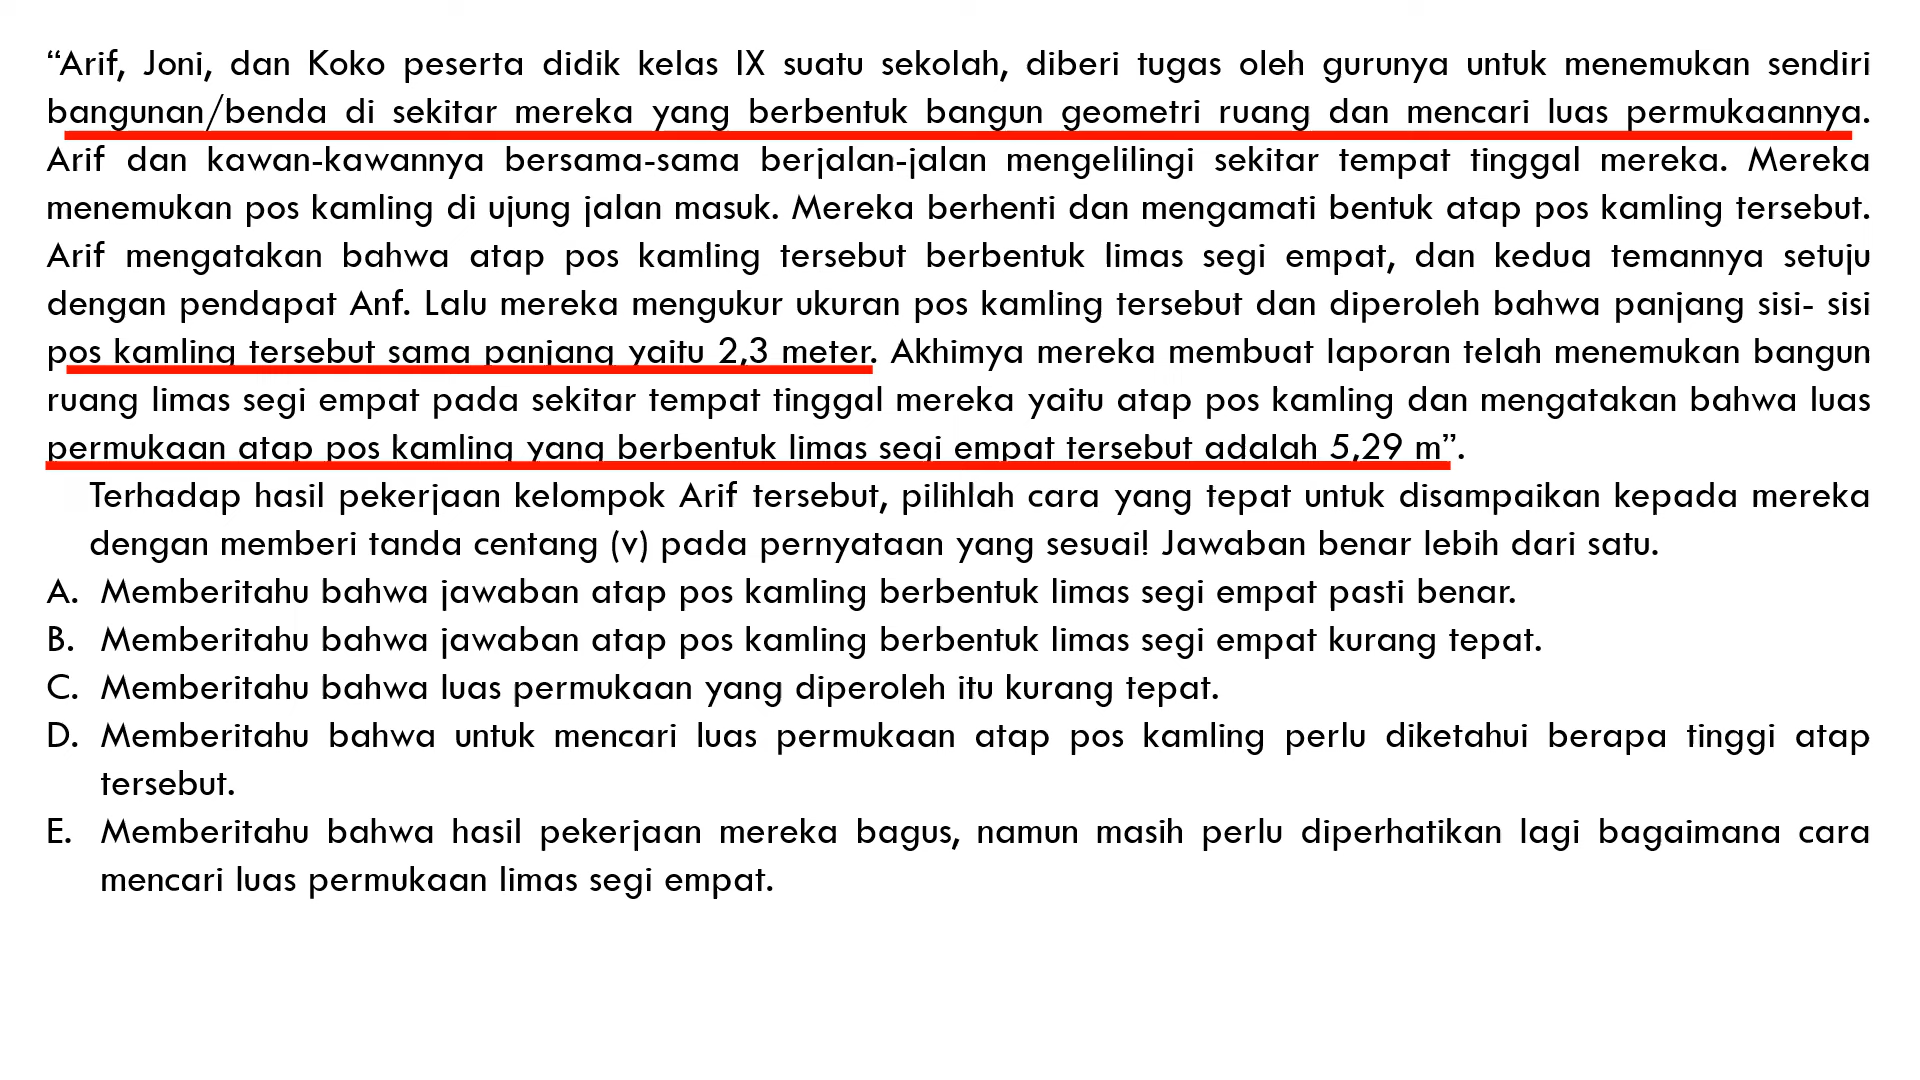 “Arif, Joni, dan Koko peserta didik kelas IX suatu sekolah, diberi tugas oleh gurunya untuk menemukan sendiri
bangunan/benda di sekitar mereka yang berbentuk bangun geometri ruang dan mencari luas permukaannya.
Arif dan kawan-kawannya bersama-sama berjalan-jalan mengelilingi sekitar tempat tinggal mereka. Mereka
menemukan pos kamling di ujung jalan masuk. Mereka berhenti dan mengamati bentuk atap pos kamling tersebut.
Arif mengatakan bahwa atap pos kamling tersebut berbentuk limas segi empat, dan kedua temannya setuju
dengan pendapat Anf. Lalu mereka mengukur ukuran pos kamling tersebut dan diperoleh bahwa panjang sisi- sisi
pos kamling tersebut sama panjang yaitu 2,3 meter. Akhimya mereka membuat laporan telah menemukan bangun
ruang limas segi empat pada sekitar tempat tinggal mereka yaitu atap pos kamling dan mengatakan bahwa luas
permukaan atap pos kamling yang berbentuk limas segi empat tersebut adalah 5,29 m”.
Terhadap hasil pekerjaan kelompok Arif tersebut, pilihlah cara yang tepat untuk disampaikan kepada mereka
dengan memberi tanda centang (v) pada pernyataan yang sesuai! Jawaban benar lebih dari satu.
A. Memberitahu bahwa jawaban atap pos kamling berbentuk limas segi empat pasti benar.
B. Memberitahu bahwa jawaban atap pos kamling berbentuk limas segi empat kurang tepat.
C. Memberitahu bahwa luas permukaan yang diperoleh itu kurang tepat.
D. Memberitahu bahwa untuk mencari luas permukaan atap pos kamling perlu diketahui berapa tinggi atap
tersebut.
E. Memberitahu bahwa hasil pekerjaan mereka bagus, namun masih perlu diperhatikan lagi bagaimana cara
mencari luas permukaan limas segi empat.